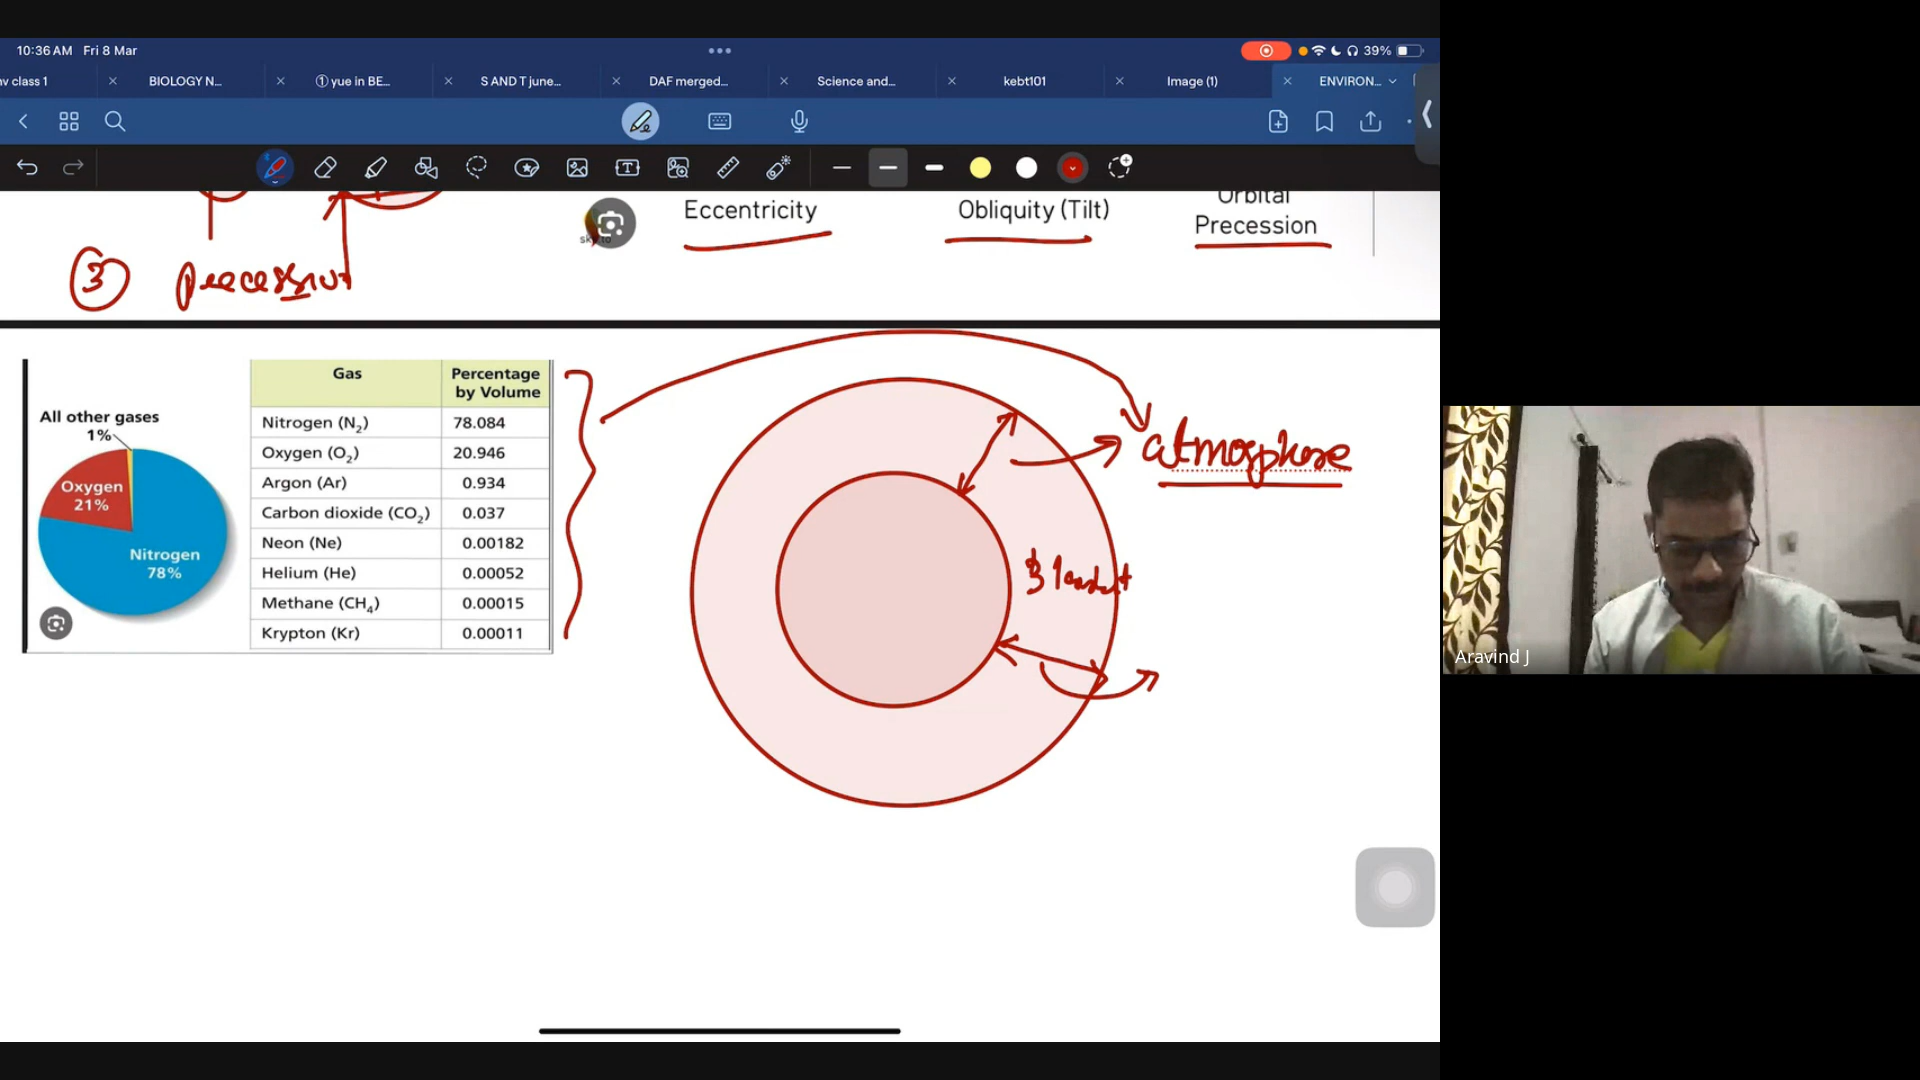 10:36 AM Fri 8 Mar
39%
nv class 1
BIOLOGY N...
① yue in BE...
S AND T june...
DAF merged...
Science and...
kebt101
Image (1)
ENVIRON...
Eccentricity
Obliquity (Tilt)
Orbital
Precession
③
Gas
Percentage
by Volume
Nitrogen (N₂) 78.084
Oxygen (O₂) 20.946
Argon (Ar) 0.934
Carbon dioxide (CO₂) 0.037
Neon (Ne) 0.00182
Helium (He) 0.00052
Methane (CH₄) 0.00015
Krypton (Kr) 0.00011
All other gases
1%
Oxygen
21%
Nitrogen
78%
atmosphere
Aravind J